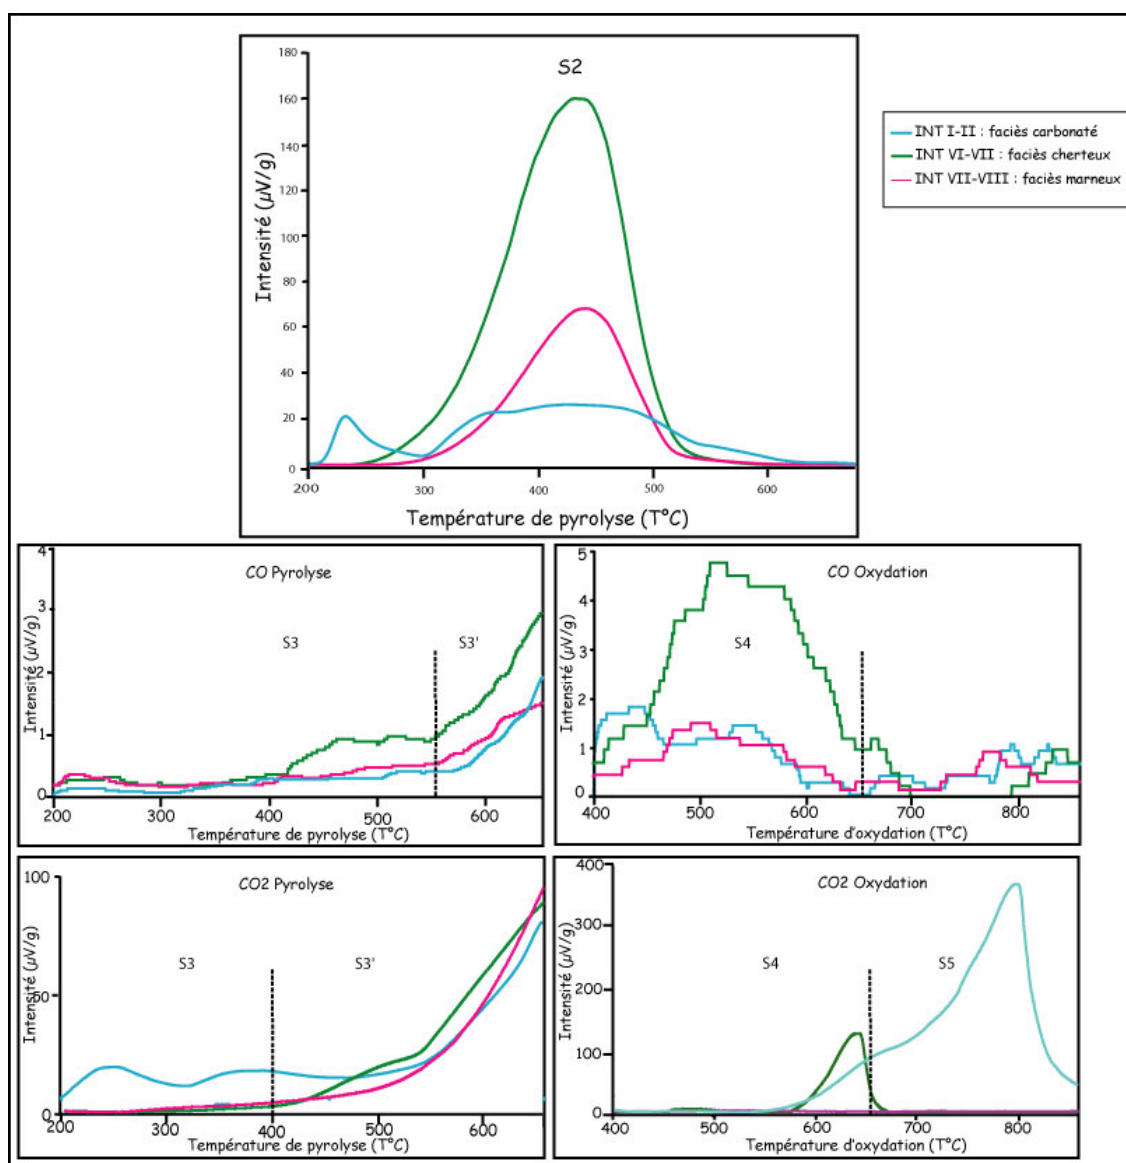 S2
Intensité (µV/g)
180
160
140
120
100
80
60
40
20
0
200
300
400
500
600
Température de pyrolyse (T°C)
INT I-II : faciès carbonaté
INT VI-VII : faciès cherteux
INT VII-VIII : faciès marneux
CO Pyrolyse
S3
S3'
Intensité (µV/g)
4
3
2
1
0
200
300
400
500
600
Température de pyrolyse (T°C)
CO Oxydation
S4
Intensité (µV/g)
5
4
3
2
1
0
400
500
600
700
800
Température d'oxydation (T°C)
CO2 Pyrolyse
S3
S3'
Intensité (µV/g)
100
50
0
200
300
400
500
600
Température de pyrolyse (T°C)
CO2 Oxydation
S4
S5
Intensité (µV/g)
400
300
200
100
0
400
500
600
700
800
Température d'oxydation (T°C)